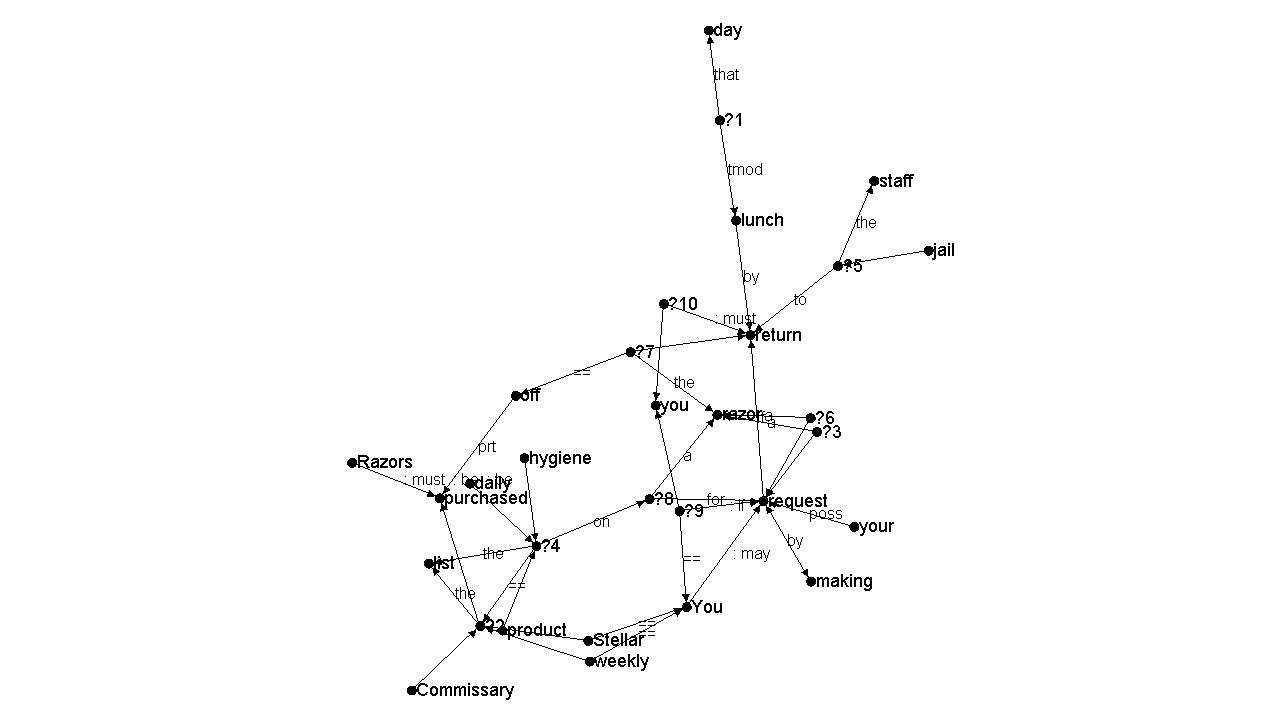 day
that
?1
tmod
staff
lunch
the
jail
?5
by
to
?10
: must
return
?7
==
the
off
you
razor
?6
a
?3
prt
a
Razors
hygiene
: must
be
daily
purchased
?8
for
: If
request
?9
on
poss
your
by
?4
the
==
: may
list
==
making
the
You
?2
product
==
Stellar
==
weekly
Commissary